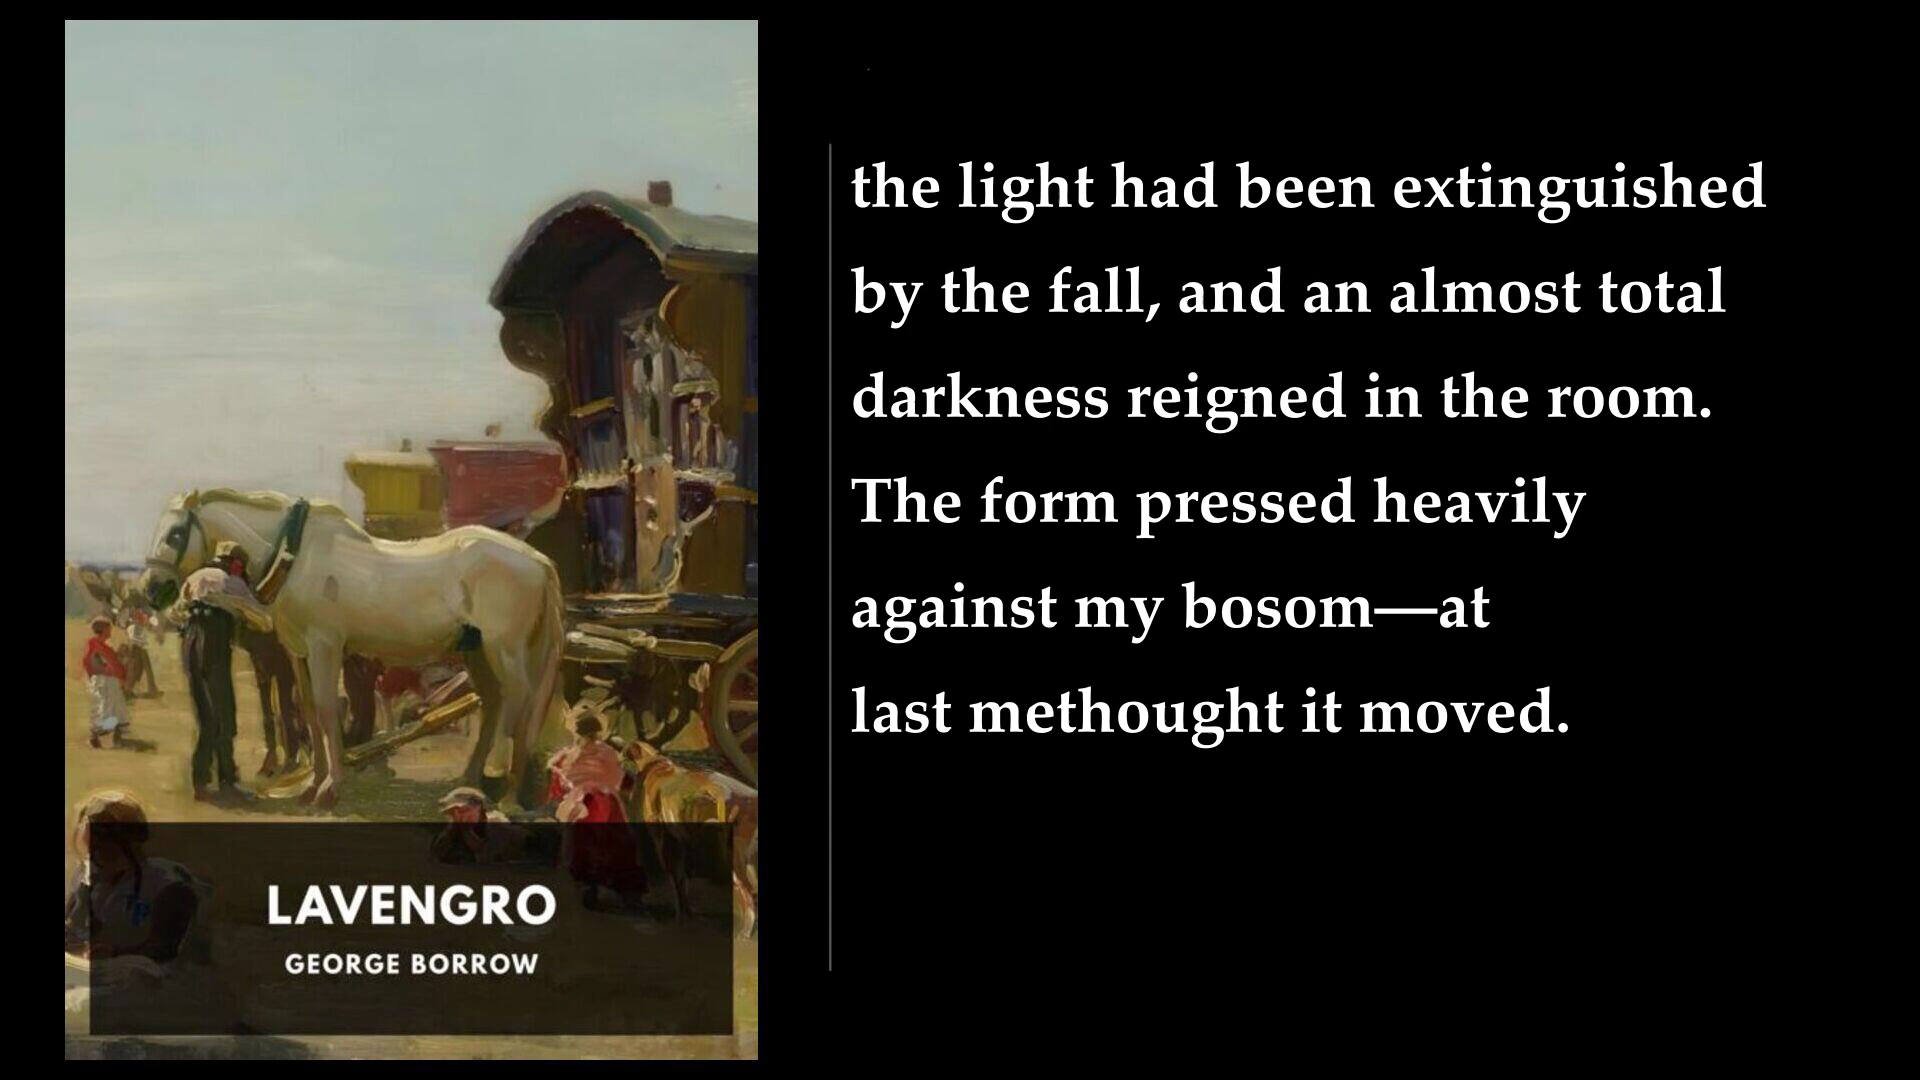 the light had been extinguished
by the fall, and an almost total
darkness reigned in the room.
The form pressed heavily
against my bosom—at
last methought it moved.
LAVENGRO
GEORGE BORROW